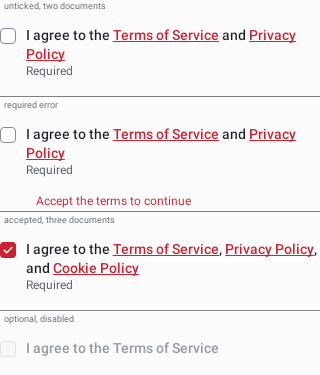 unticked, two documents
I agree to the Terms of Service and Privacy
Policy
Required
required error
I agree to the Terms of Service and Privacy
Policy
Required
Accept the terms to continue
accepted, three documents
I agree to the Terms of Service, Privacy Policy,
and Cookie Policy
Required
optional, disabled
I agree to the Terms of Service